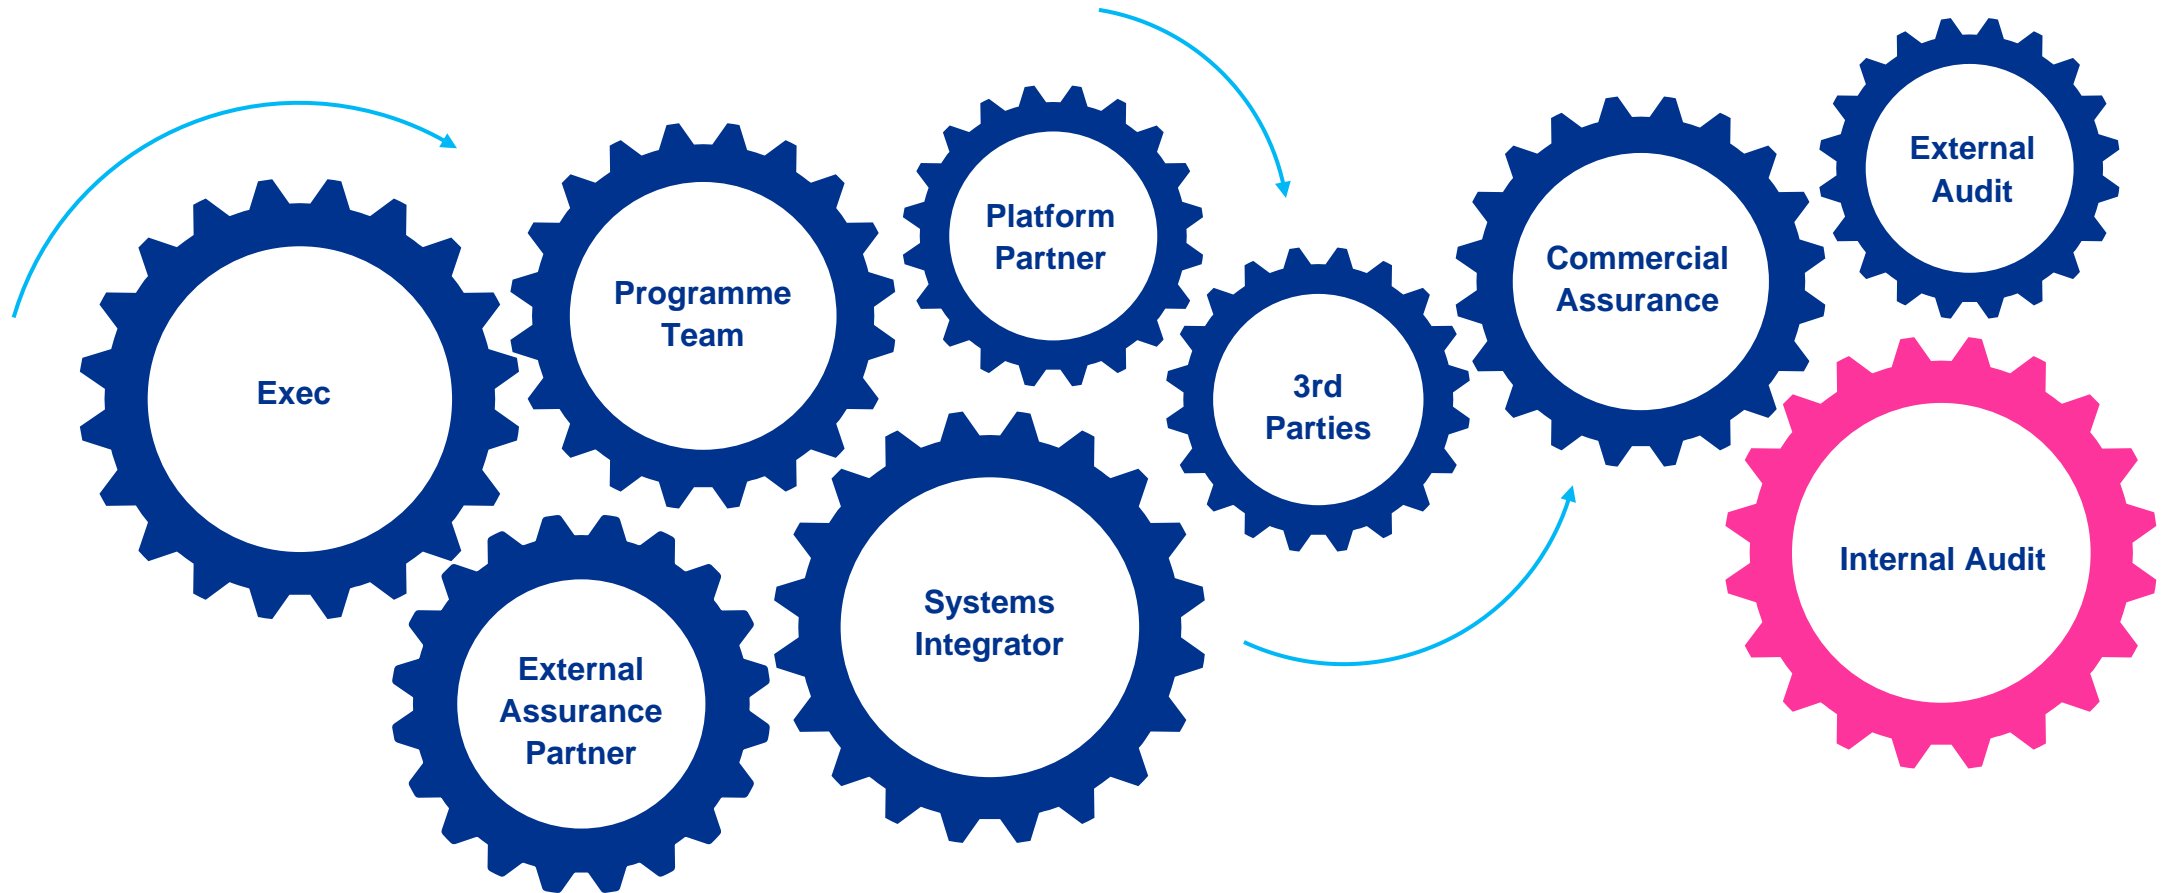 Exec
Programme
Team
Platform
Partner
External
Assurance
Partner
Systems
Integrator
3rd
Parties
Commercial
Assurance
External
Audit
Internal Audit